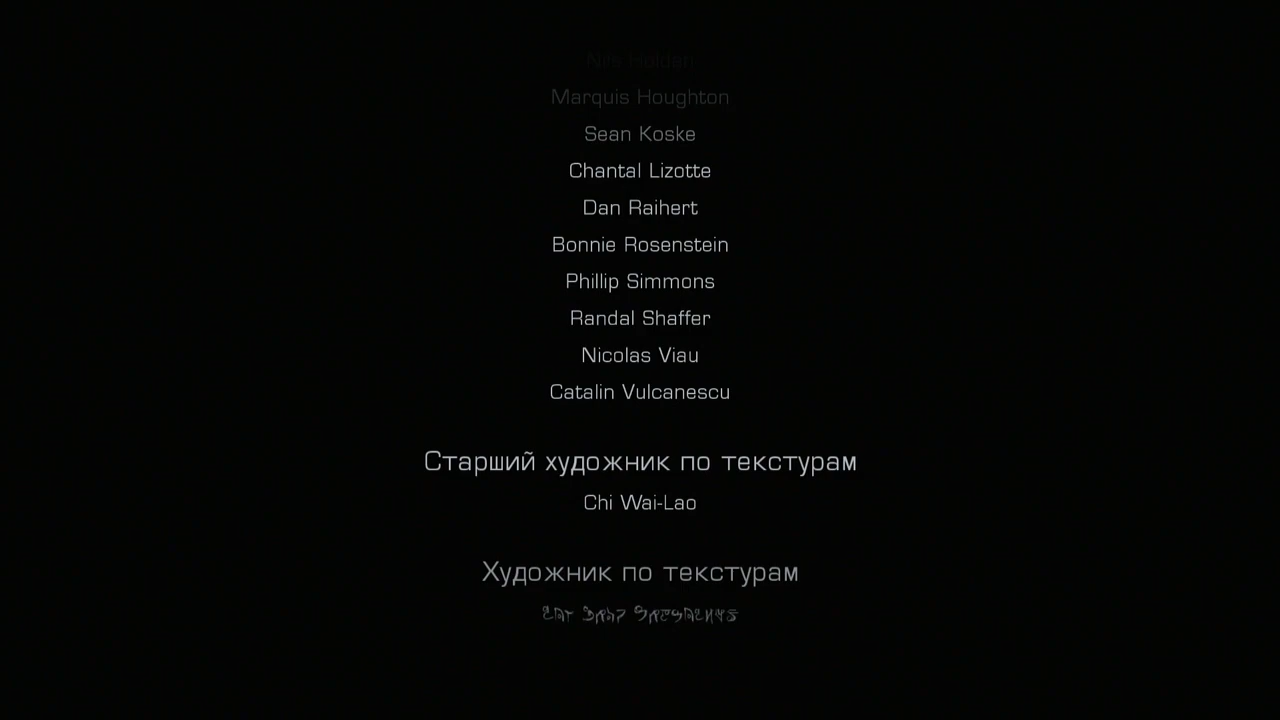 Marquis Houghton
Sean Koske
Chantal Lizotte
Dan Raihert
Bonnie Rosenstein
Phillip Simmons
Randal Shaffer
Nicolas Viau
Catalin Vulcanescu
Старший художник по текстурам
Chi Wai-Lao
Художник по текстурам